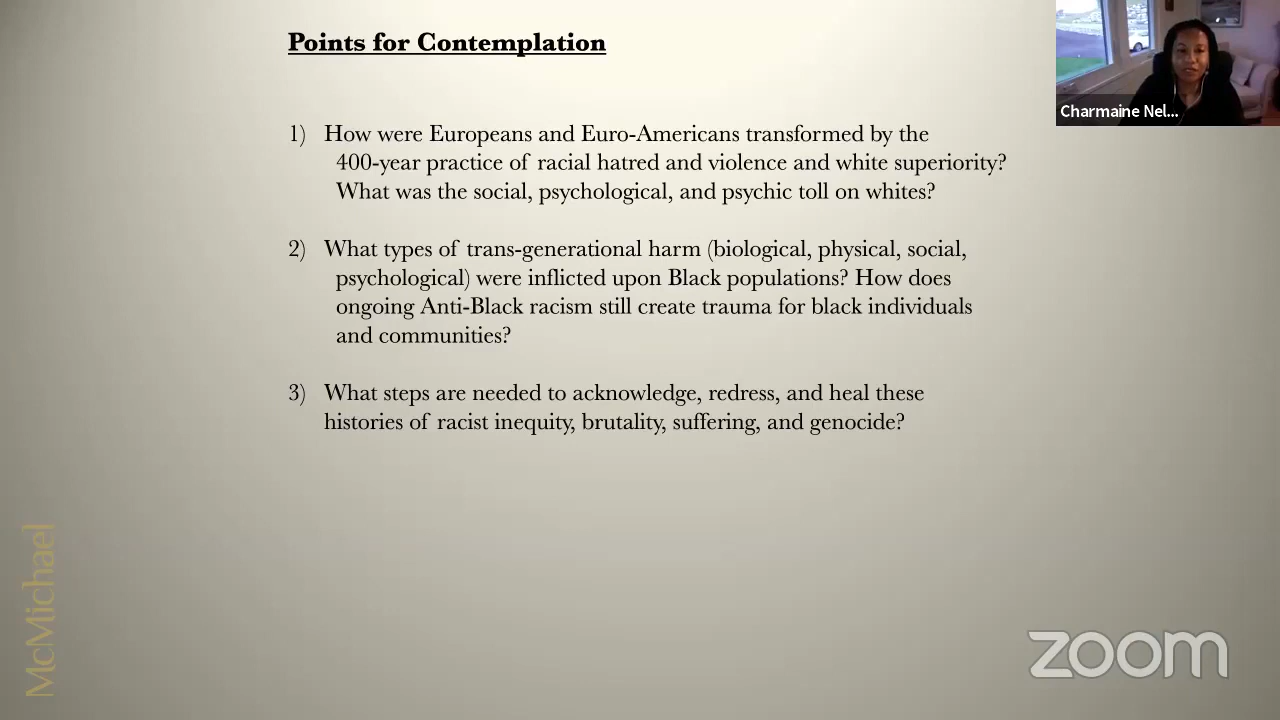 Points for Contemplation
Charmaine Nel...
1) How were Europeans and Euro-Americans transformed by the
400-year practice of racial hatred and violence and white superiority?
What was the social, psychological, and psychic toll on whites?
2) What types of trans-generational harm (biological, physical, social,
psychological) were inflicted upon Black populations? How does
ongoing Anti-Black racism still create trauma for black individuals
and communities?
3) What steps are needed to acknowledge, redress, and heal these
histories of racist inequity, brutality, suffering, and genocide?
McMichael
zoom